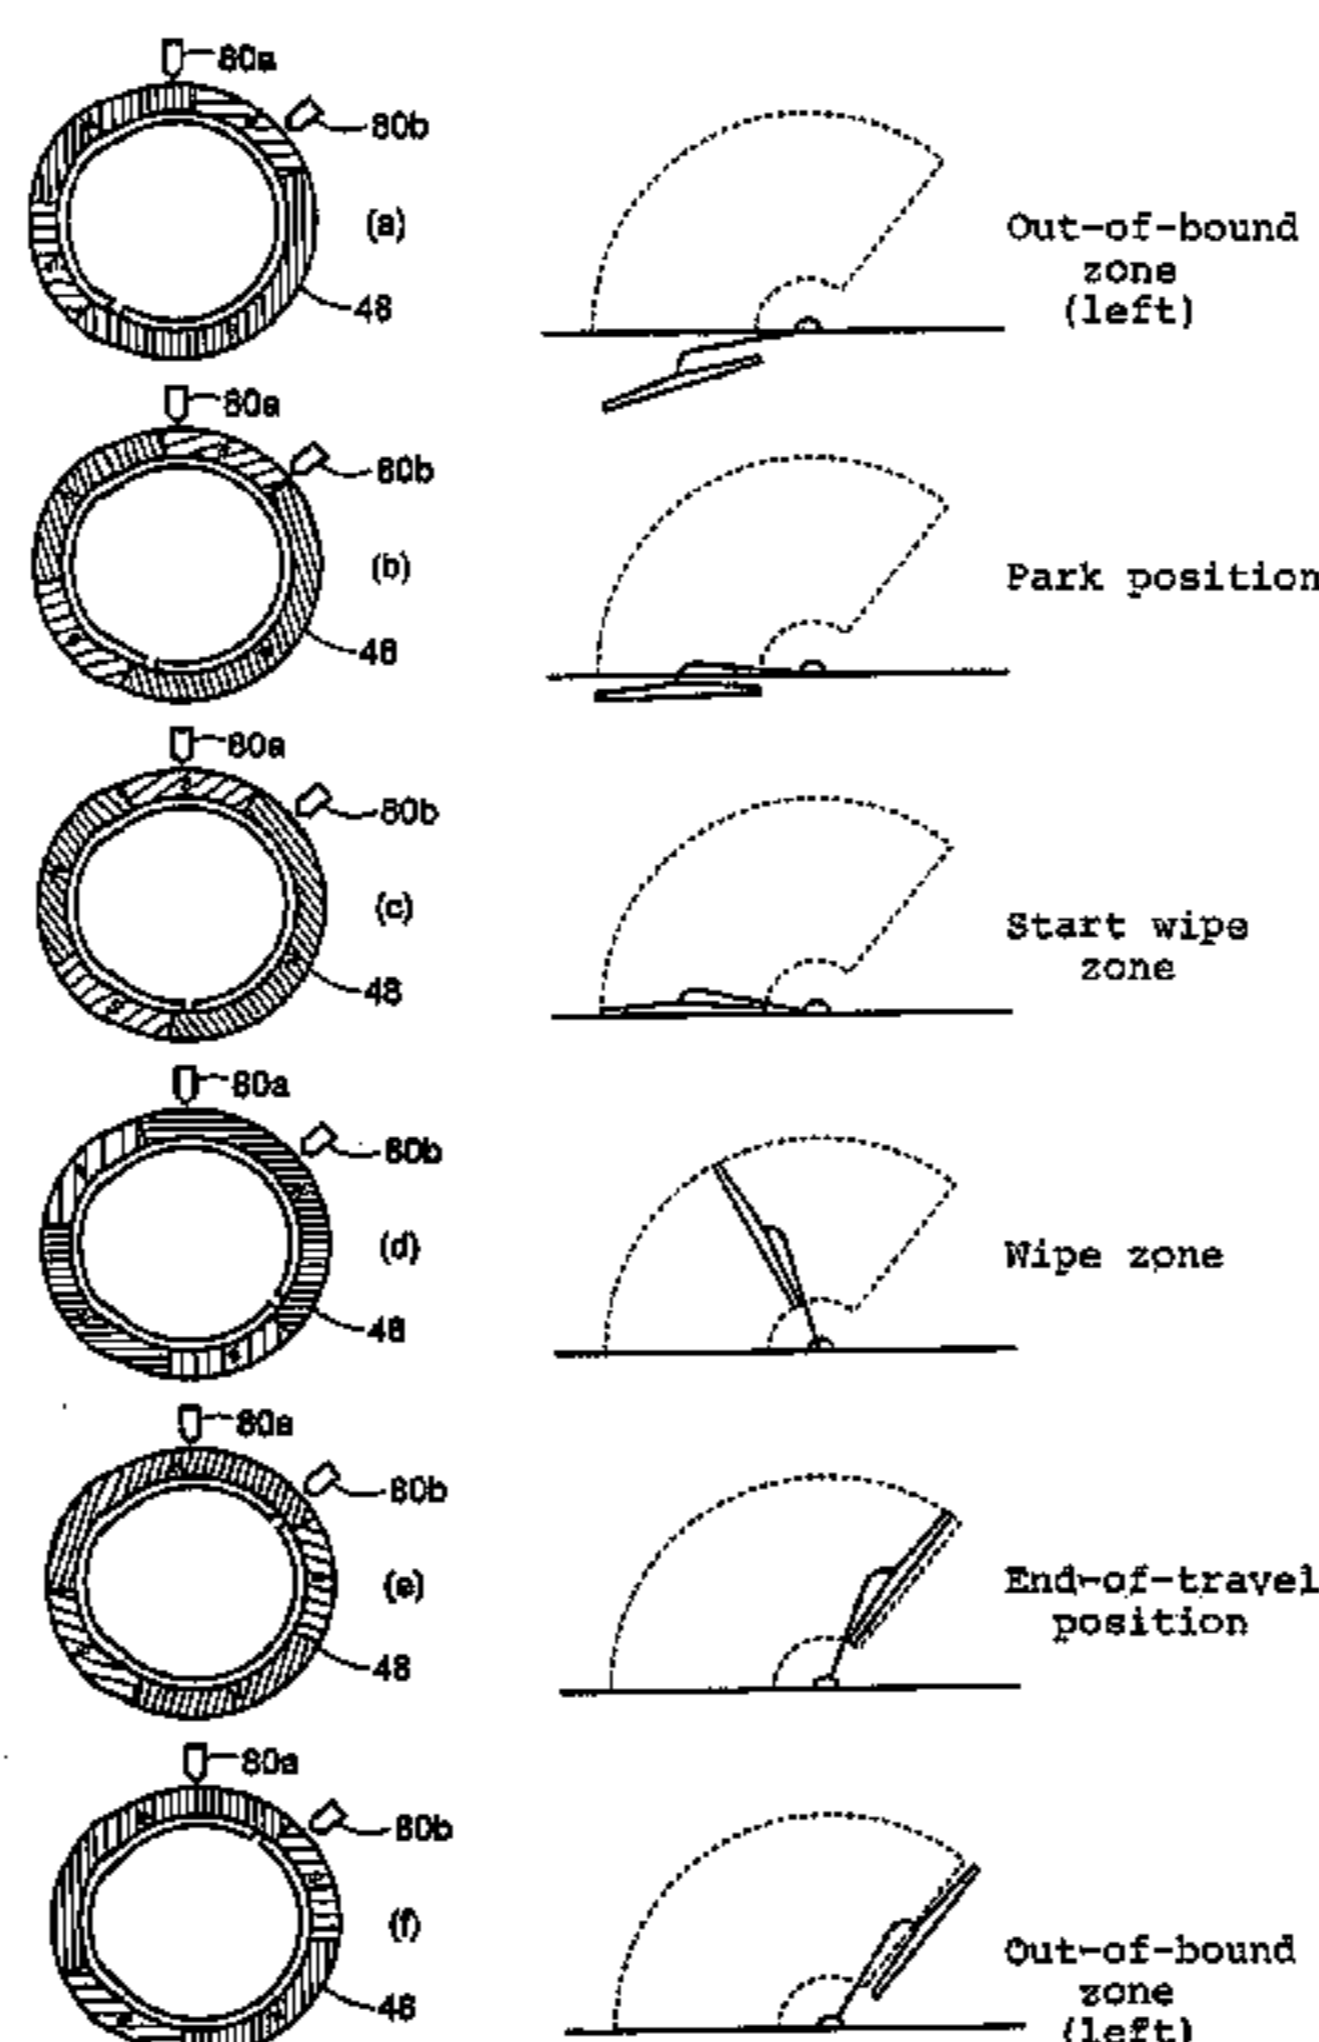 80a
80b
(a)
Out-of-bound
zone
(left)
48
80a
80b
(b)
Park position
48
80a
80b
(c)
Start wipe
zone
48
80a
80b
(d)
Wipe zone
48
80a
80b
(e)
End-of-travel
position
48
80a
80b
(f)
Out-of-bound
zone
(left)
48